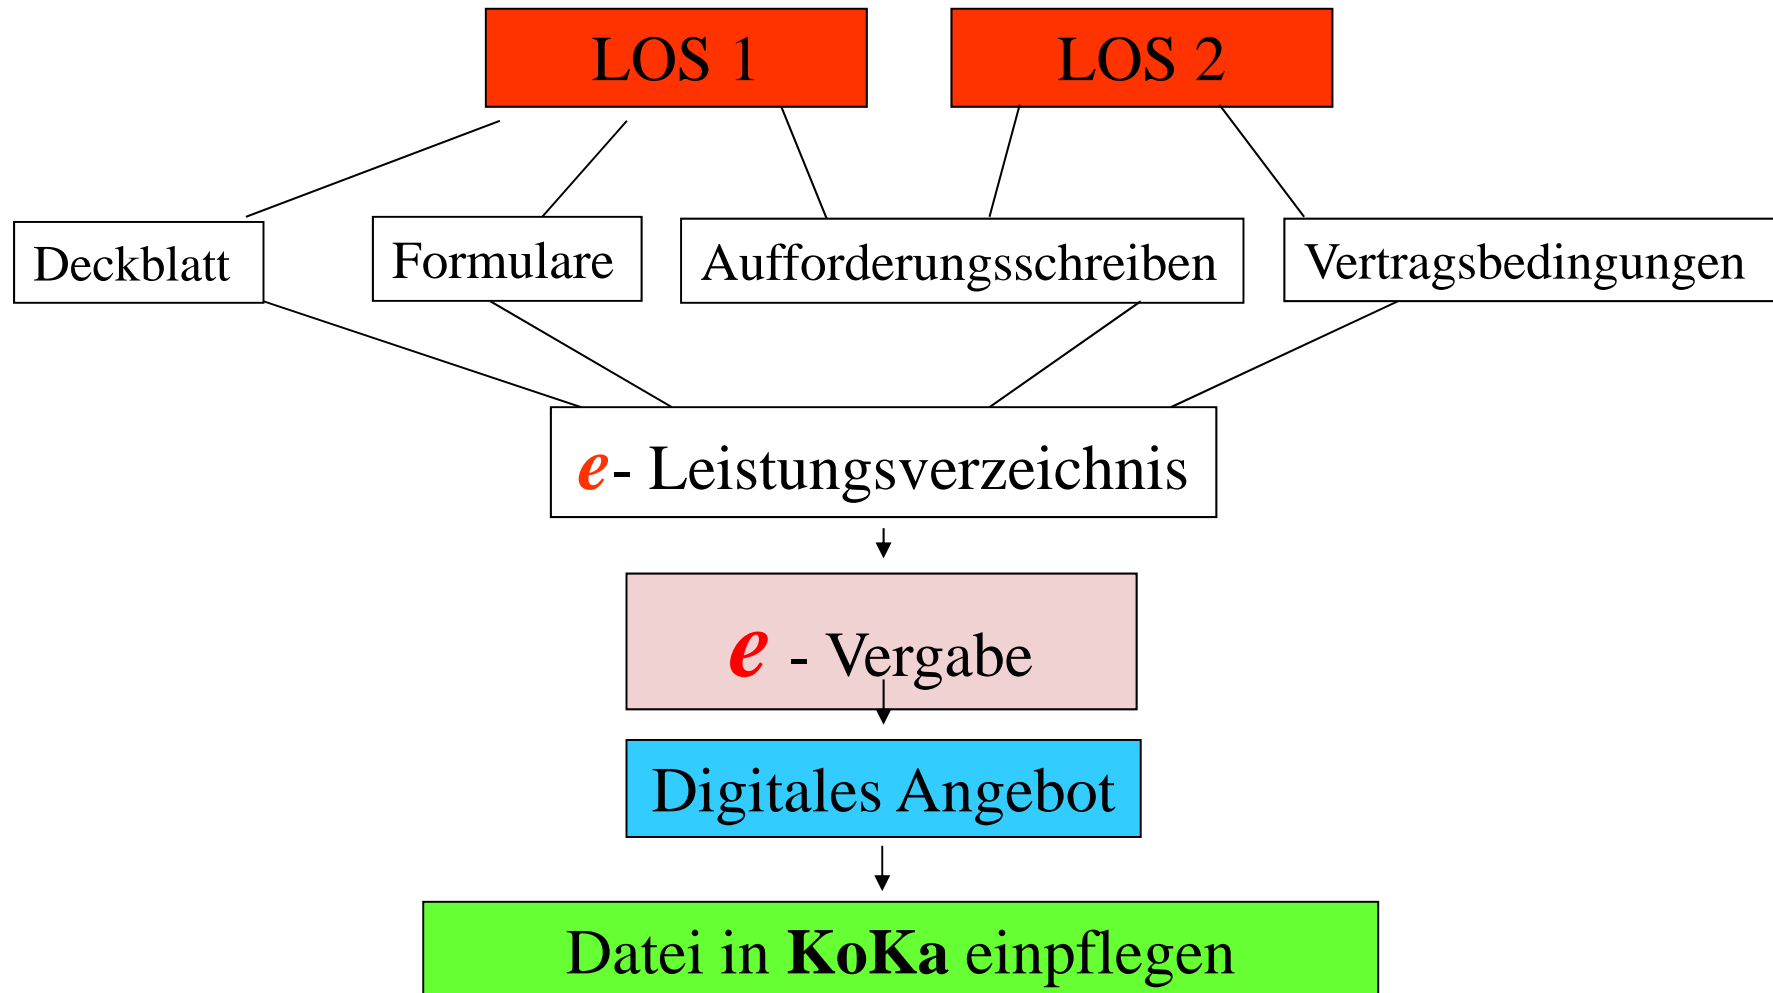 LOS 1
LOS 2
Deckblatt
Formulare
Aufforderungsschreiben
Vertragsbedingungen
e- Leistungsverzeichnis
e - Vergabe
Digitales Angebot
Datei in KoKa einpflegen